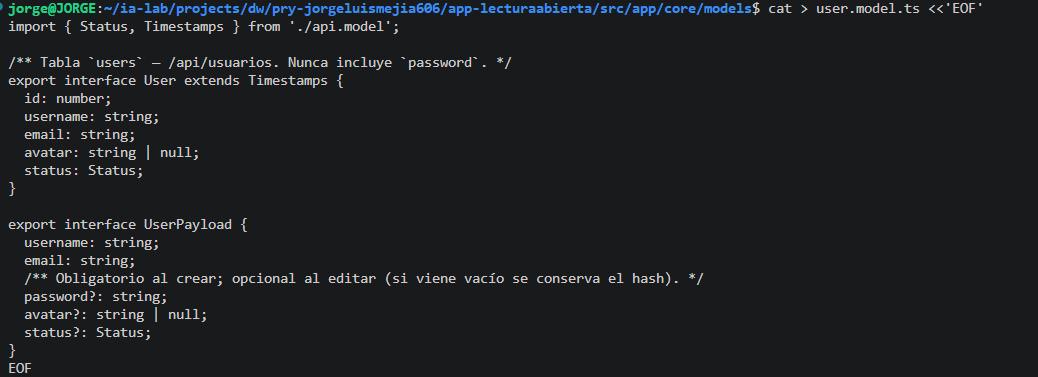 jorge@JORGE:~/ia-lab/projects/dw/pry-jorgeluismejia606/app-lecturaabierta/src/app/core/models$ cat > user.model.ts <<'EOF'
import { Status, Timestamps } from './api.model';

/** Tabla `users` — /api/usuarios. Nunca incluye `password`. */
export interface User extends Timestamps {
  id: number;
  username: string;
  email: string;
  avatar: string | null;
  status: Status;
}

export interface UserPayload {
  username: string;
  email: string;
  /** Obligatorio al crear; opcional al editar (si viene vacío se conserva el hash). */
  password?: string;
  avatar?: string | null;
  status?: Status;
}
EOF